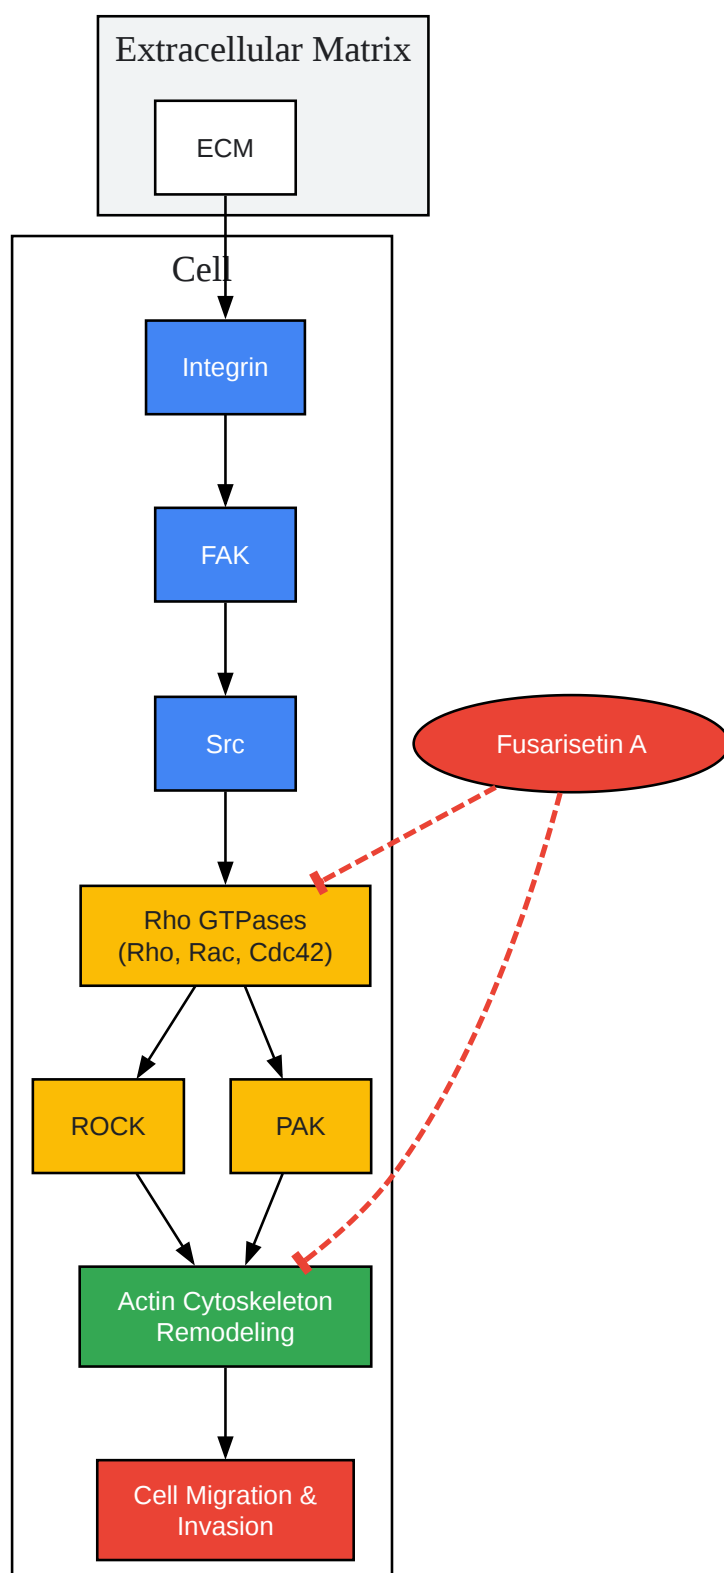 Extracellular Matrix
ECM
Cell
Integrin
FAK
Src
Fusarisetin A
Rho GTPases
(Rho, Rac, Cdc42)
ROCK
PAK
Actin Cytoskeleton
Remodeling
Cell Migration &
Invasion